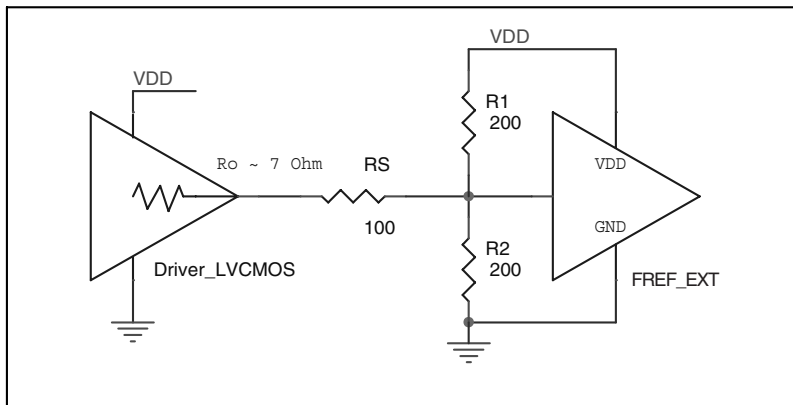 VDD
VDD
R1
200
Ro ~ 7 Ohm
RS
VDD
100
GND
R2
200
Driver_LVCMOS
FREF_EXT